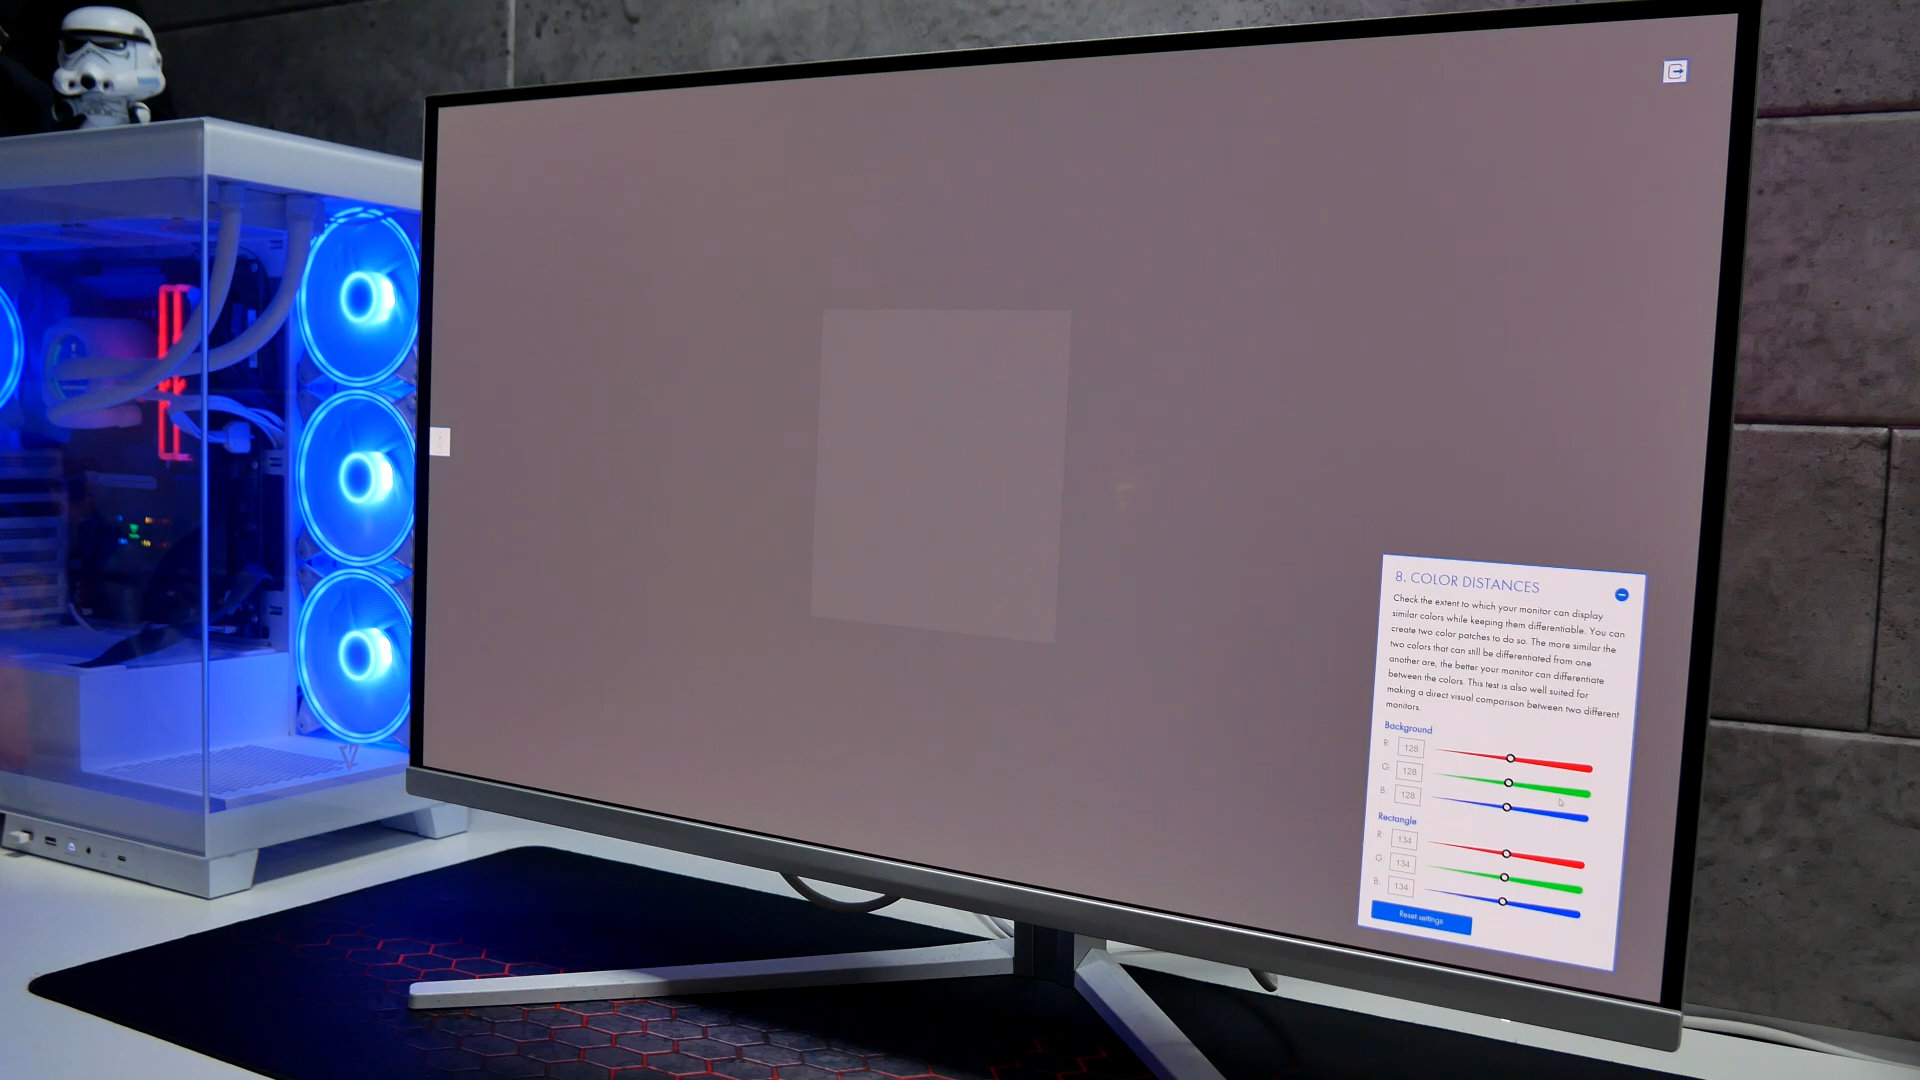 8. COLOR DISTANCES
Check the extent to which your monitor can display
similar colors while keeping them differentiable. You can
create two color patches to do so. The more similar the
two colors that can still be differentiated from one
another are, the better your monitor can differentiate
between the colors. This test is also well suited for
making a direct visual comparison between two different
monitors.
Background
R: 128
G: 128
B: 128
Rectangle
R: 134
G: 134
B: 134
Reset settings